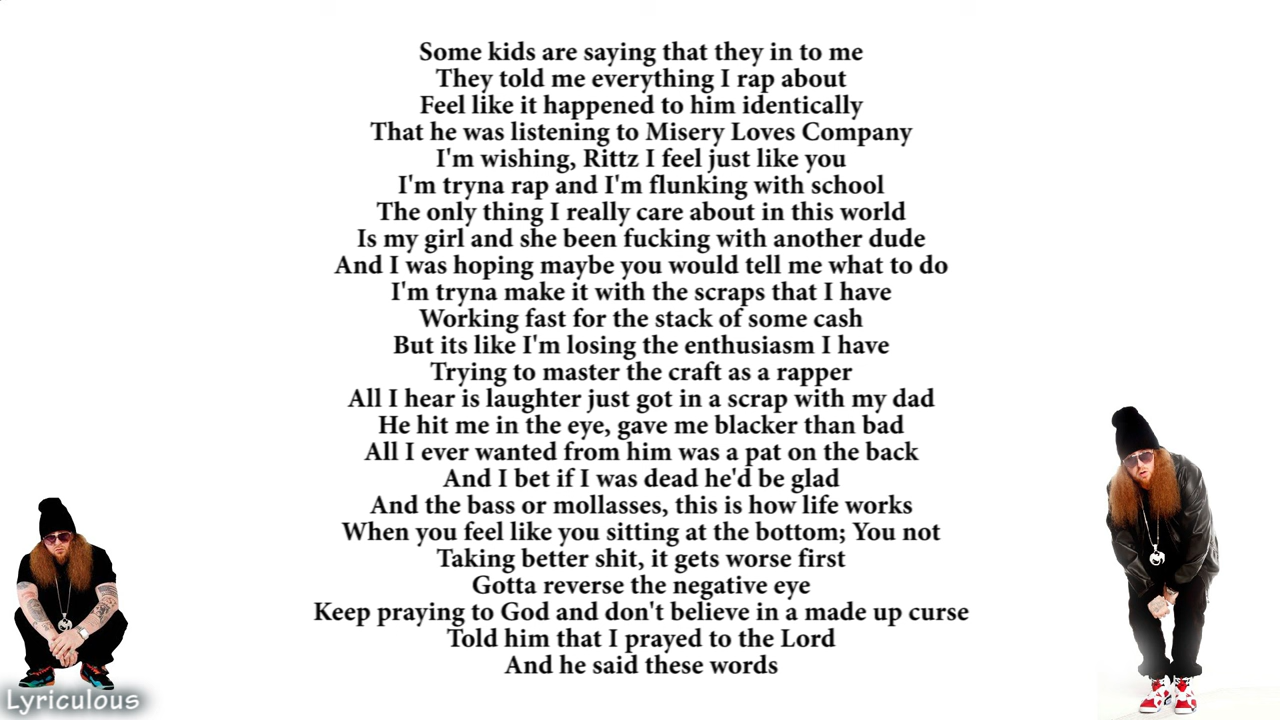 Some kids are saying that they in to me
They told me everything I rap about
Feel like it happened to him identically
That he was listening to Misery Loves Company
I'm wishing, Rittz I feel just like you
I'm tryna rap and I'm flunking with school
The only thing I really care about in this world
Is my girl and she been fucking with another dude
And I was hoping maybe you would tell me what to do
I'm tryna make it with the scraps that I have
Working fast for the stack of some cash
But its like I'm losing the enthusiasm I have
Trying to master the craft as a rapper
All I hear is laughter just got in a scrap with my dad
He hit me in the eye, gave me blacker than bad
All I ever wanted from him was a pat on the back
And I bet if I was dead he'd be glad
And the bass or mollasses, this is how life works
When you feel like you sitting at the bottom; You not
Taking better shit, it gets worse first
Gotta reverse the negative eye
Keep praying to God and don't believe in a made up curse
Told him that I prayed to the Lord
And he said these words
Lyriculous